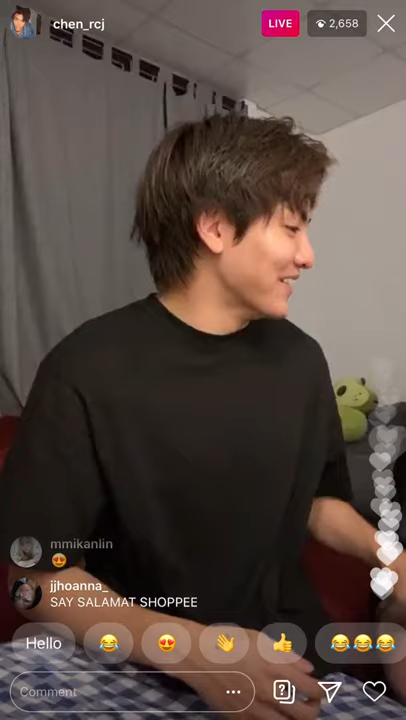 chen_rcj
LIVE
2,658
mmikanlin
😍
jjhoanna_
SAY SALAMAT SHOPPEE
Hello 😂 😍 👋 👍 😂😂😂
Comment